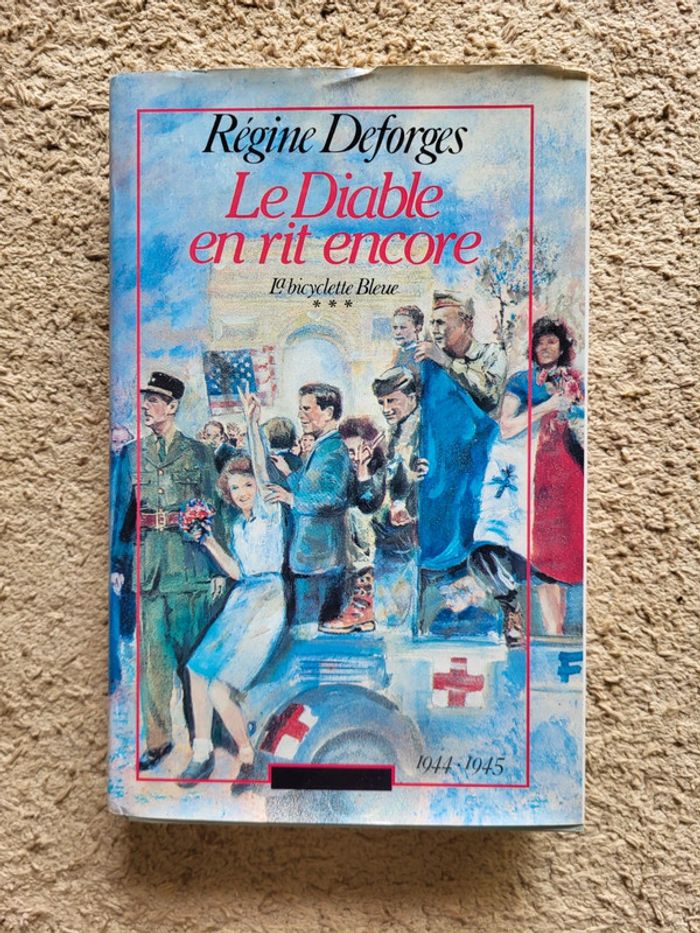 Régine Deforges
Le Diable
en rit encore
La bicyclette Bleue
***
1944 · 1945
F